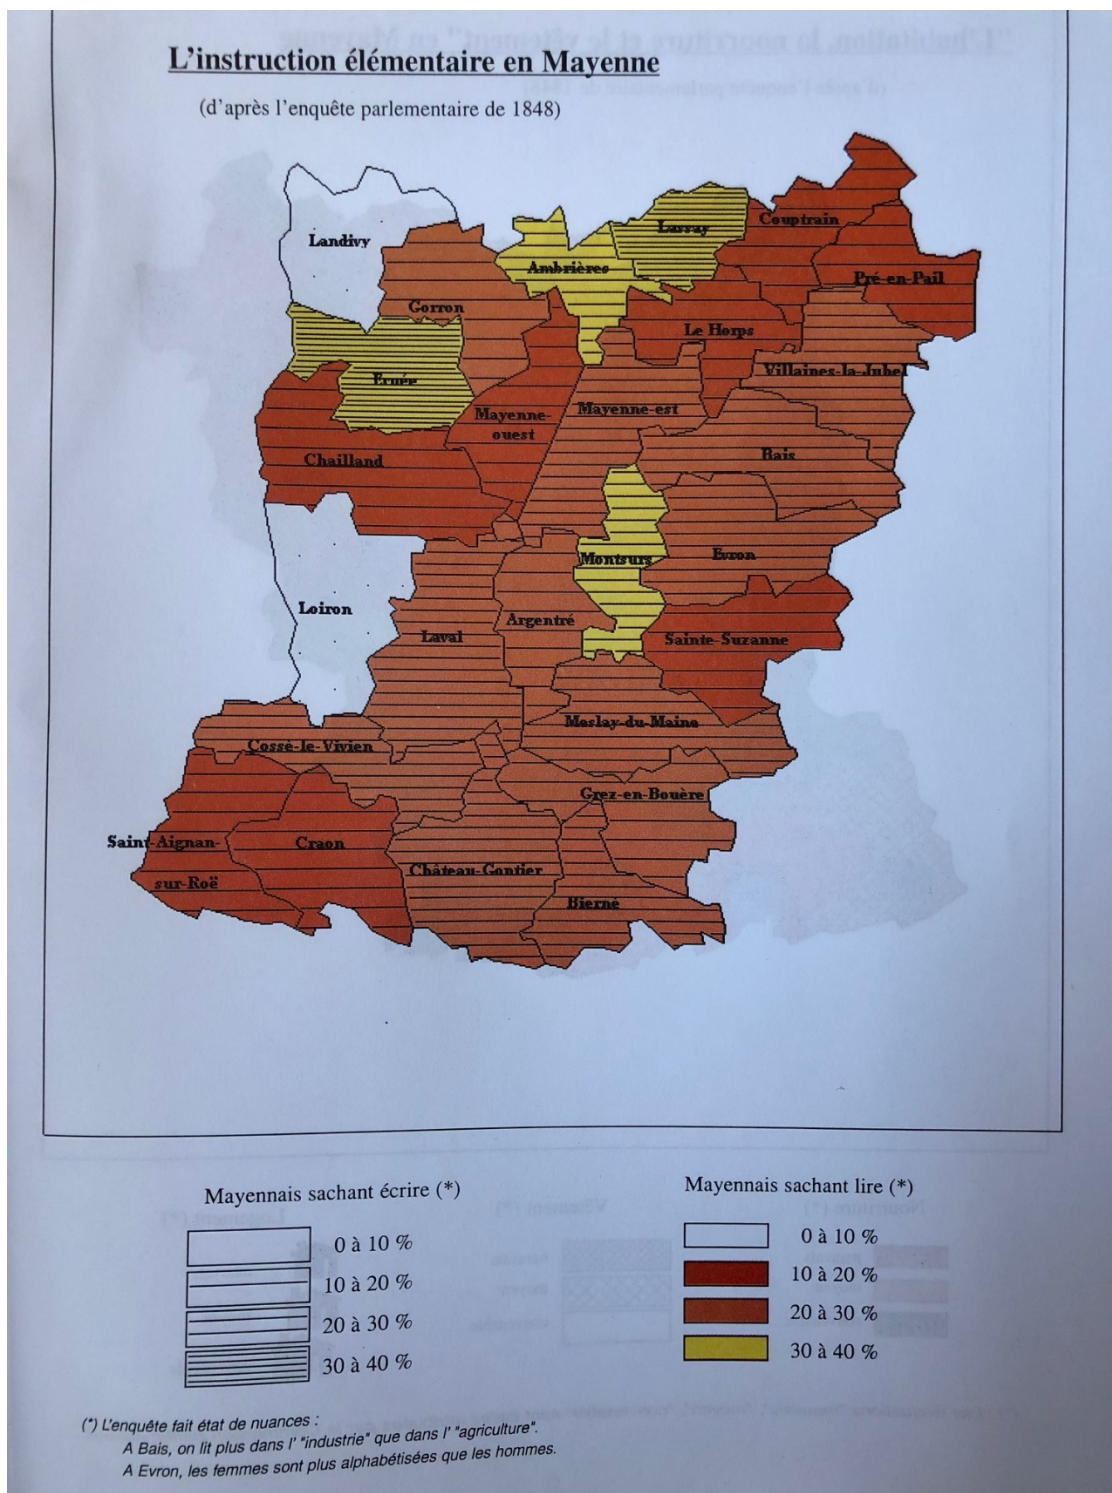 L'instruction élémentaire en Mayenne
(d'après l'enquête parlementaire de 1848)
Landivy
Gorron
Ambrières
Lassay
Couptrain
Pré-en-Pail
Le Horps
Villaines-la-Juhel
Ernée
Mayenne-
ouest
Mayenne-est
Chailland
Bais
Montsurs
Evron
Loiron
Laval
Argentré
Sainte-Suzanne
Meslay-du-Maine
Cossé-le-Vivien
Grez-en-Bouère
Saint-Aignan-
sur-Roë
Craon
Château-Gontier
Bierné
Mayennais sachant écrire (*)
0 à 10 %
10 à 20 %
20 à 30 %
30 à 40 %
Mayennais sachant lire (*)
0 à 10 %
10 à 20 %
20 à 30 %
30 à 40 %
(*) L'enquête fait état de nuances :
A Bais, on lit plus dans l' "industrie" que dans l' "agriculture".
A Evron, les femmes sont plus alphabétisées que les hommes.